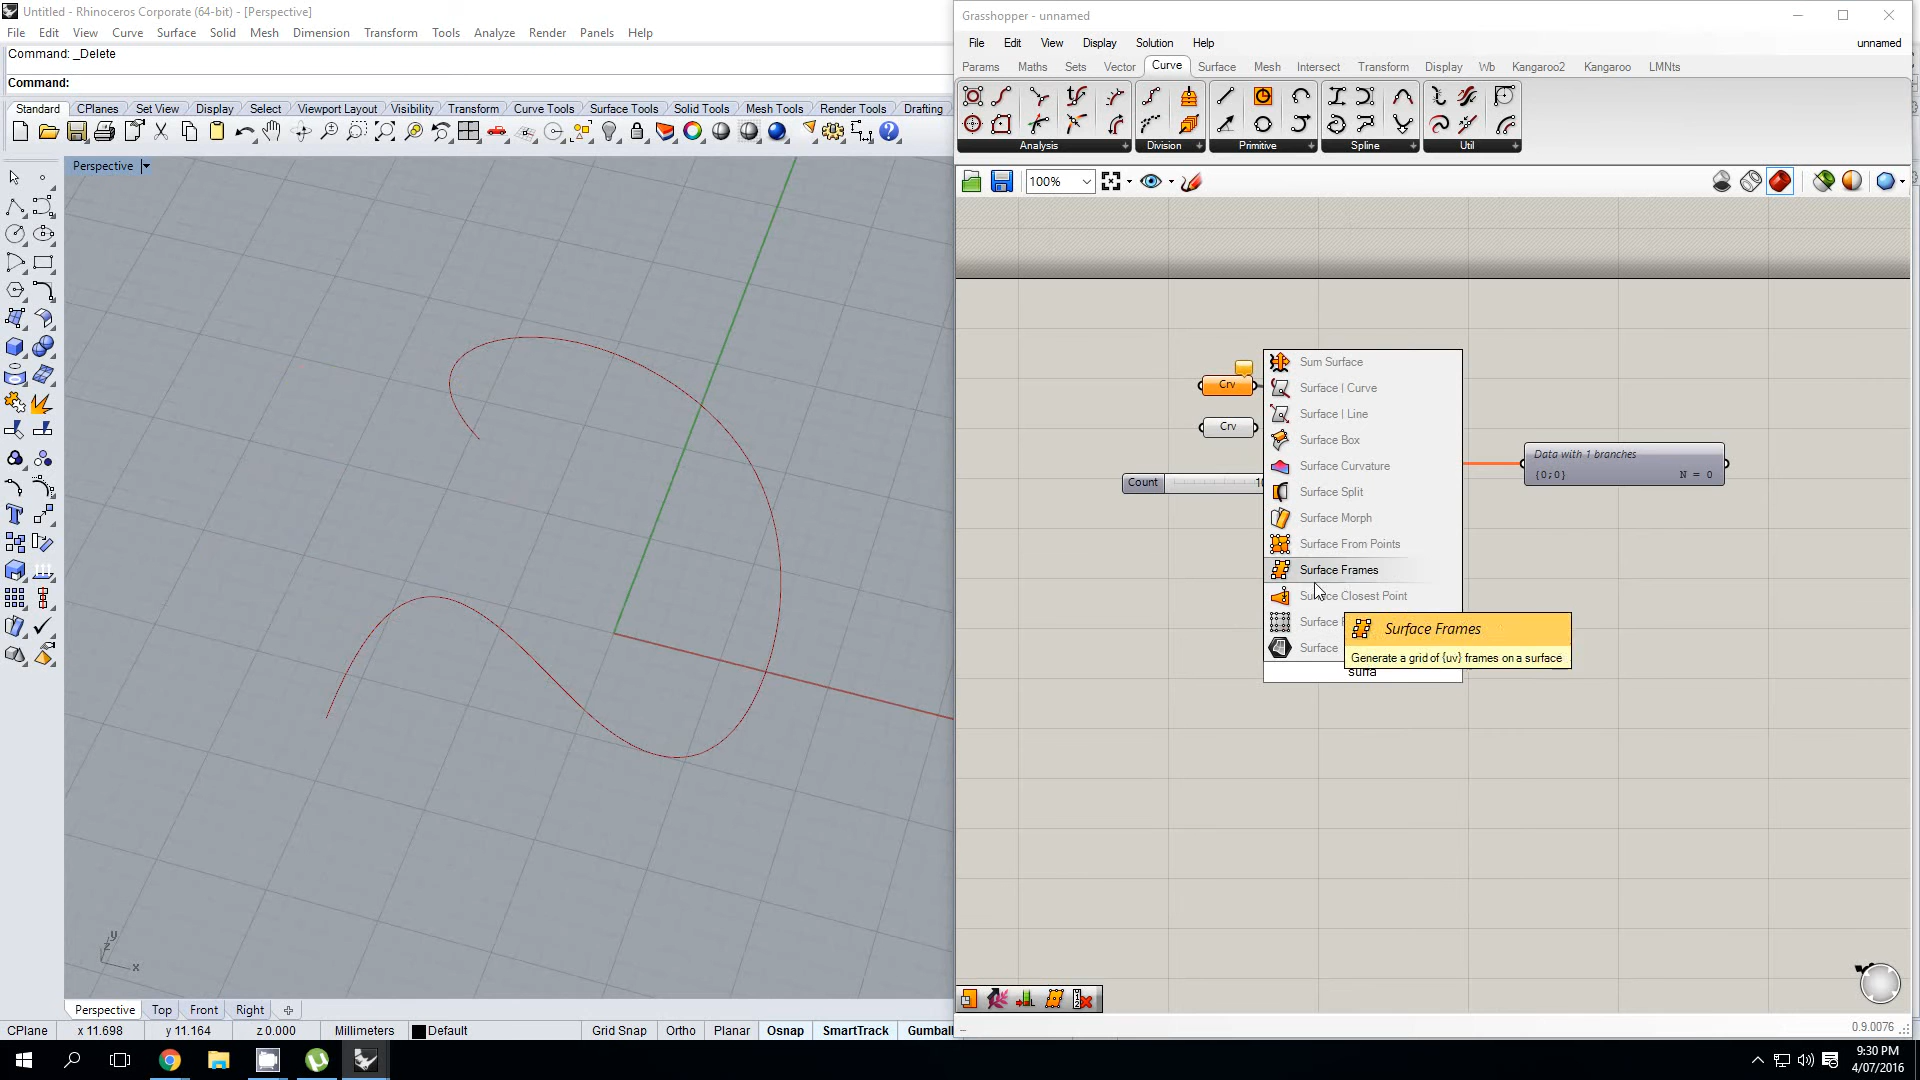 Untitled - Rhinoceros Corporate (64-bit) - [Perspective]
File Edit View Curve Surface Solid Mesh Dimension Transform Tools Analyze Render Panels Help
Command: _Delete
Command:
Standard CPlanes Set View Display Select Viewport Layout Visibility Transform Curve Tools Surface Tools Solid Tools Mesh Tools Render Tools Drafting
Perspective
y
z
x
Perspective Top Front Right
CPlane x 11.698 y 11.164 z 0.000 Millimeters Default Grid Snap Ortho Planar Osnap SmartTrack Gumball
Grasshopper - unnamed
File Edit View Display Solution Help unnamed
Params Maths Sets Vector Curve Surface Mesh Intersect Transform Display Wb Kangaroo2 Kangaroo LMNts
Analysis Division Primitive Spline Util
100%
Crv
Crv
Count
Sum Surface
Surface | Curve
Surface | Line
Surface Box
Surface Curvature
Surface Split
Surface Morph
Surface From Points
Surface Frames
Surface Closest Point
Surface
Surface
surfa
Surface Frames
Generate a grid of {uv} frames on a surface
Data with 1 branches
{0;0} N = 0
0.9.0076
9:30 PM
4/07/2016